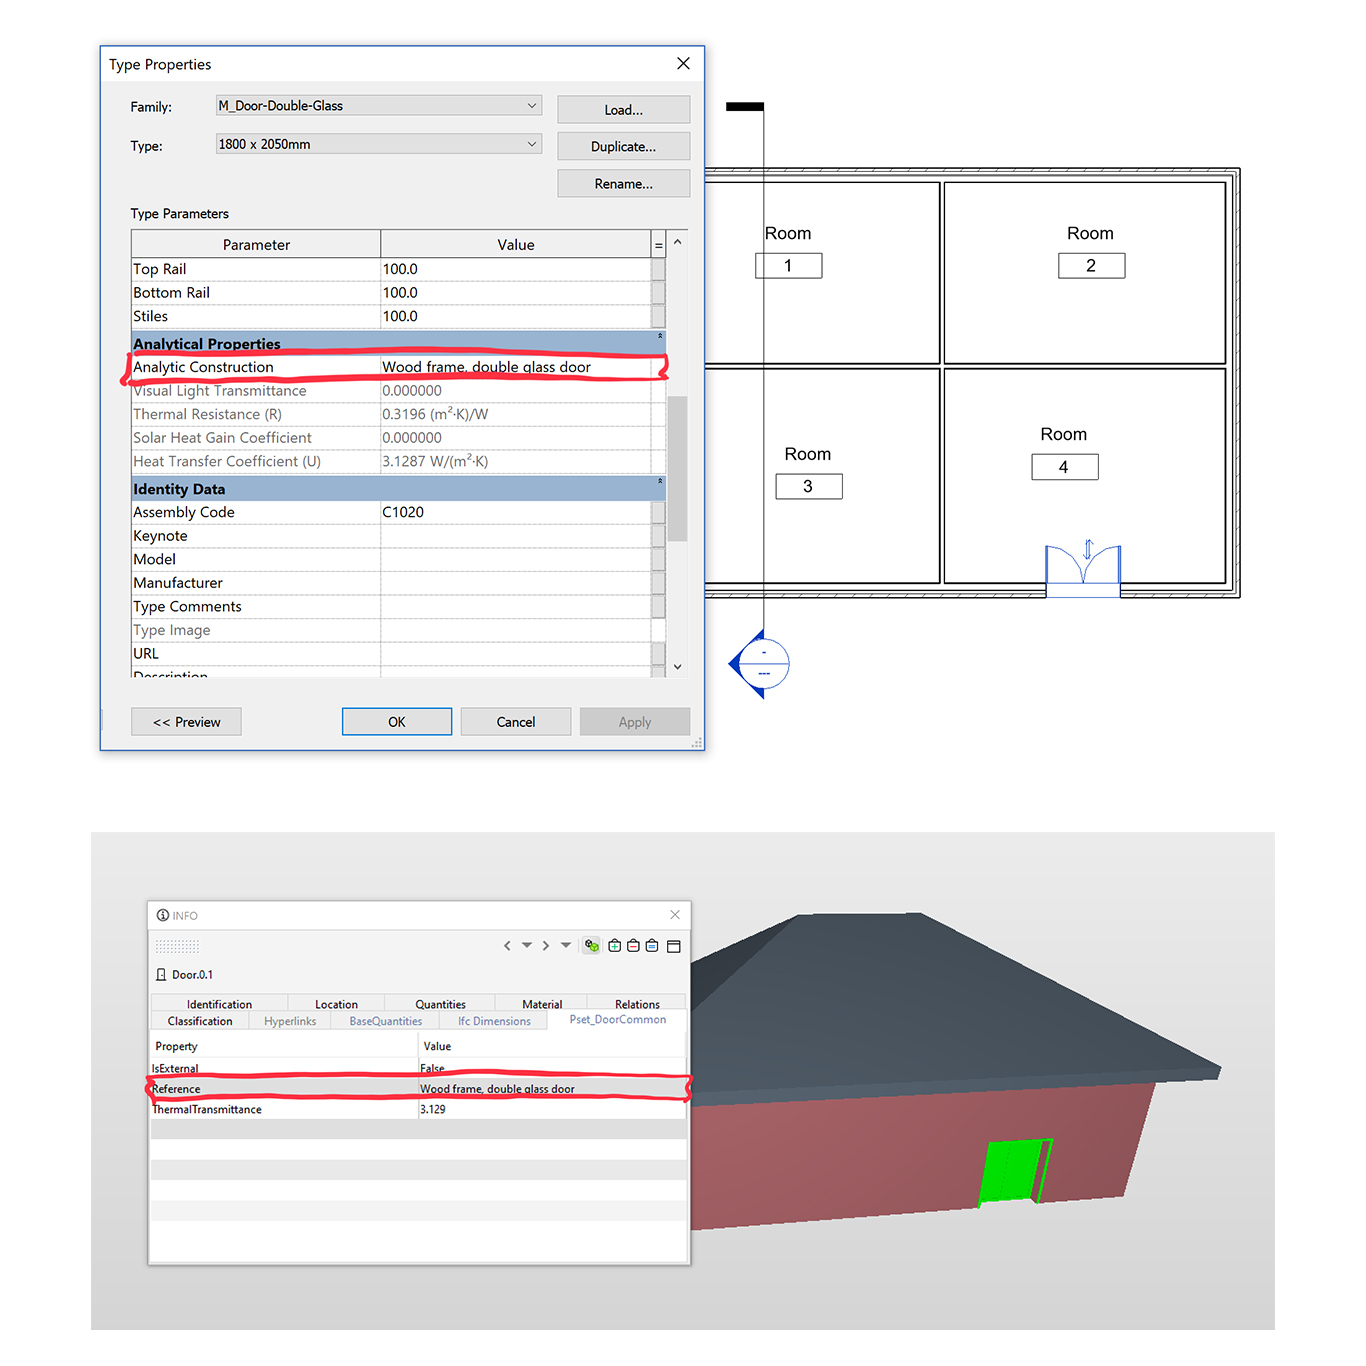 Type Properties
Family: M_Door-Double-Glass Load...
Type: 1800 x 2050mm Duplicate...
Rename...
Type Parameters
Parameter Value =
Top Rail 100.0
Bottom Rail 100.0
Stiles 100.0
Analytical Properties
Analytic Construction Wood frame, double glass door
Visual Light Transmittance 0.000000
Thermal Resistance (R) 0.3196 (m²·K)/W
Solar Heat Gain Coefficient 0.000000
Heat Transfer Coefficient (U) 3.1287 W/(m²·K)
Identity Data
Assembly Code C1020
Keynote
Model
Manufacturer
Type Comments
Type Image
URL
Description
<< Preview OK Cancel Apply
Room
1
Room
2
Room
3
Room
4
-
---
INFO
Door.0.1
Identification Location Quantities Material Relations
Classification Hyperlinks BaseQuantities Ifc Dimensions Pset_DoorCommon
Property Value
IsExternal False
Reference Wood frame, double glass door
ThermalTransmittance 3.129